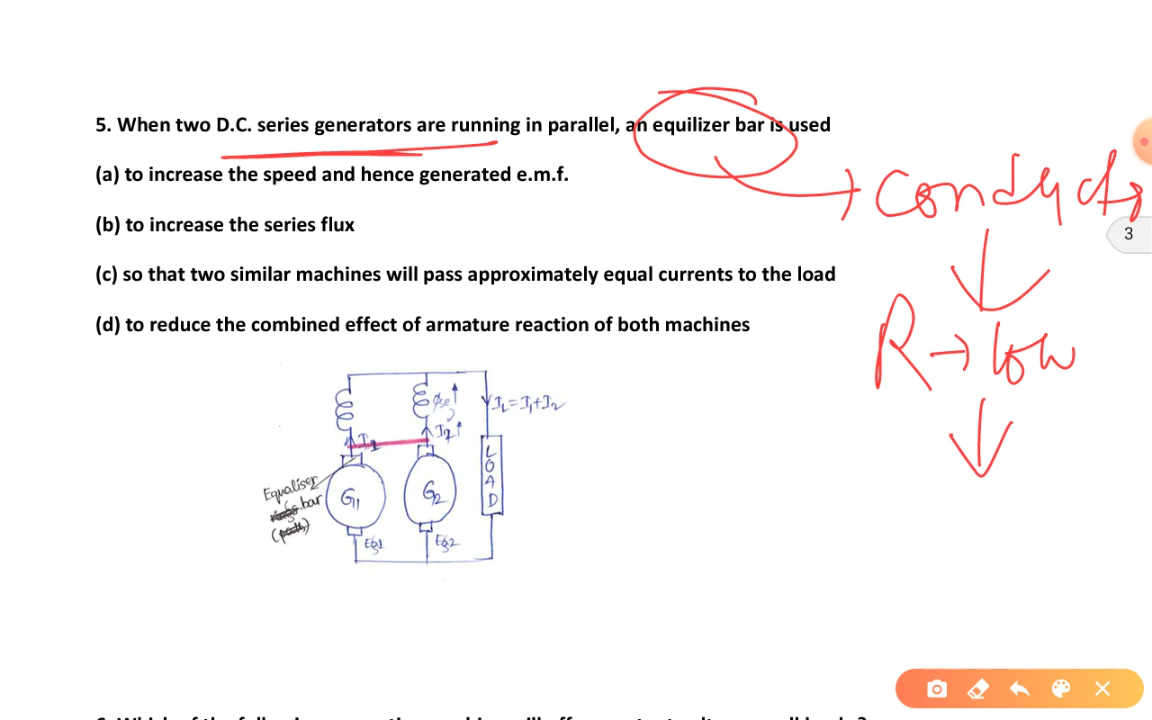 5. When two D.C. series generators are running in parallel, an equilizer bar is used
(a) to increase the speed and hence generated e.m.f.
(b) to increase the series flux
(c) so that two similar machines will pass approximately equal currents to the load
(d) to reduce the combined effect of armature reaction of both machines
3
R → low
φse↑
IL=I1+I2
I2↑
LOAD
Equaliser
bar
G1
G2
Eg1
Eg2